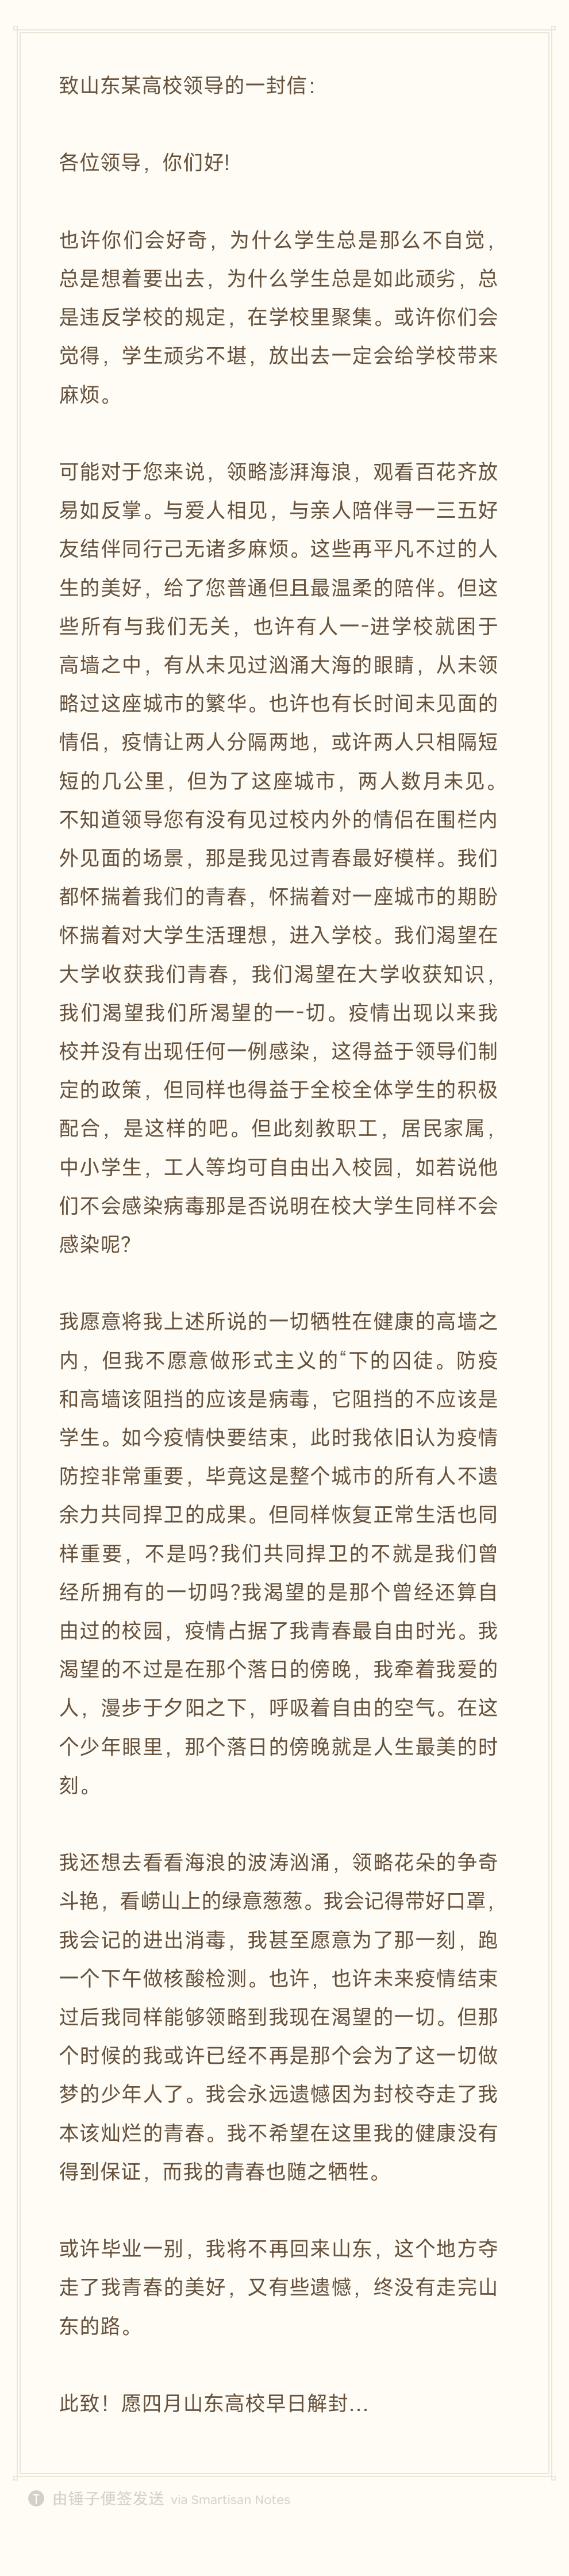 致山东某高校领导的一封信：
各位领导，你们好!
也许你们会好奇，为什么学生总是那么不自觉，
总是想着要出去，为什么学生总是如此顽劣，总
是违反学校的规定，在学校里聚集。或许你们会
觉得，学生顽劣不堪，放出去一定会给学校带来
麻烦。
可能对于您来说，领略澎湃海浪，观看百花齐放
易如反掌。与爱人相见，与亲人陪伴寻一三五好
友结伴同行己无诸多麻烦。这些再平凡不过的人
生的美好，给了您普通但且最温柔的陪伴。但这
些所有与我们无关，也许有人一-进学校就困于
高墙之中，有从未见过汹涌大海的眼睛，从未领
略过这座城市的繁华。也许也有长时间未见面的
情侣，疫情让两人分隔两地，或许两人只相隔短
短的几公里，但为了这座城市，两人数月未见。
不知道领导您有没有见过校内外的情侣在围栏内
外见面的场景，那是我见过青春最好模样。我们
都怀揣着我们的青春，怀揣着对一座城市的期盼
怀揣着对大学生活理想，进入学校。我们渴望在
大学收获我们青春，我们渴望在大学收获知识，
我们渴望我们所渴望的一-切。疫情出现以来我
校并没有出现任何一例感染，这得益于领导们制
定的政策，但同样也得益于全校全体学生的积极
配合，是这样的吧。但此刻教职工，居民家属，
中小学生，工人等均可自由出入校园，如若说他
们不会感染病毒那是否说明在校大学生同样不会
感染呢?
我愿意将我上述所说的一切牺牲在健康的高墙之
内，但我不愿意做形式主义的“下的囚徒。防疫
和高墙该阻挡的应该是病毒，它阻挡的不应该是
学生。如今疫情快要结束，此时我依旧认为疫情
防控非常重要，毕竟这是整个城市的所有人不遗
余力共同捍卫的成果。但同样恢复正常生活也同
样重要，不是吗?我们共同捍卫的不就是我们曾
经所拥有的一切吗?我渴望的是那个曾经还算自
由过的校园，疫情占据了我青春最自由时光。我
渴望的不过是在那个落日的傍晚，我牵着我爱的
人，漫步于夕阳之下，呼吸着自由的空气。在这
个少年眼里，那个落日的傍晚就是人生最美的时
刻。
我还想去看看海浪的波涛汹涌，领略花朵的争奇
斗艳，看崂山上的绿意葱葱。我会记得带好口罩，
我会记的进出消毒，我甚至愿意为了那一刻，跑
一个下午做核酸检测。也许，也许未来疫情结束
过后我同样能够领略到我现在渴望的一切。但那
个时候的我或许已经不再是那个会为了这一切做
梦的少年人了。我会永远遗憾因为封校夺走了我
本该灿烂的青春。我不希望在这里我的健康没有
得到保证，而我的青春也随之牺牲。
或许毕业一别，我将不再回来山东，这个地方夺
走了我青春的美好，又有些遗憾，终没有走完山
东的路。
此致！愿四月山东高校早日解封...
T 由锤子便签发送 via Smartisan Notes